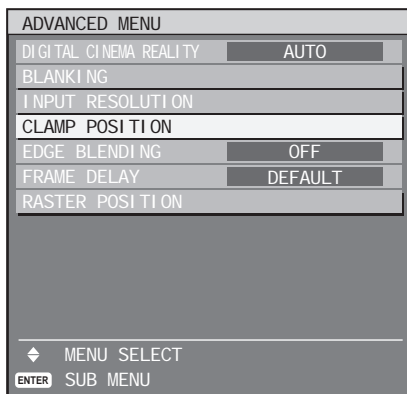 ADVANCED MENU
DIGITAL CINEMA REALITY AUTO
BLANKING
INPUT RESOLUTION
CLAMP POSITION
EDGE BLENDING OFF
FRAME DELAY DEFAULT
RASTER POSITION
MENU SELECT
ENTER SUB MENU